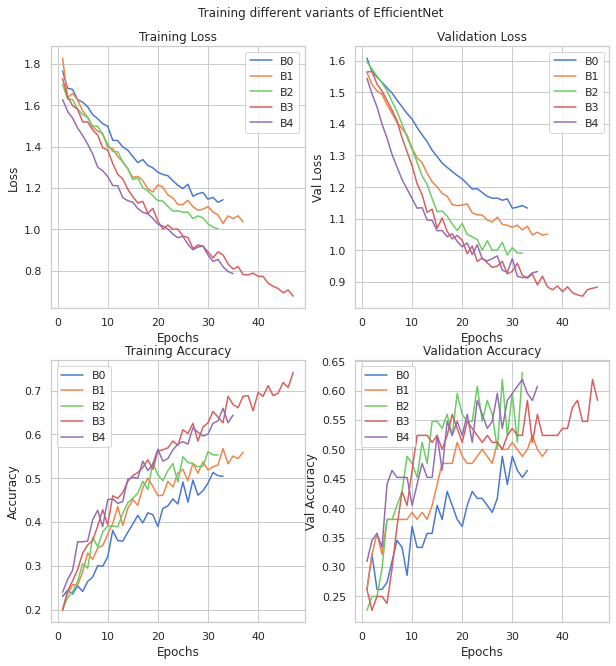 Training different variants of EfficientNet
Training Loss
Validation Loss
1.8
1.6
1.4
1.2
1.0
0.8
Loss
0
10
20
30
40
Epochs
B0
B1
B2
B3
B4
1.6
1.5
1.4
1.3
1.2
1.1
1.0
0.9
Val Loss
0
10
20
30
40
Epochs
B0
B1
B2
B3
B4
Training Accuracy
Validation Accuracy
0.7
0.6
0.5
0.4
0.3
0.2
Accuracy
0
10
20
30
40
Epochs
B0
B1
B2
B3
B4
0.65
0.60
0.55
0.50
0.45
0.40
0.35
0.30
0.25
Val Accuracy
0
10
20
30
40
Epochs
B0
B1
B2
B3
B4